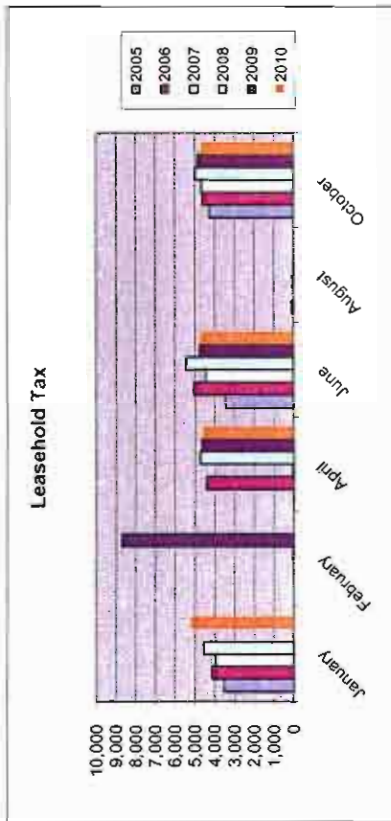 Leasehold Tax
10,000
9,000
8,000
7,000
6,000
5,000
4,000
3,000
2,000
1,000
0
January
February
April
June
August
October
2005
2006
2007
2008
2009
2010